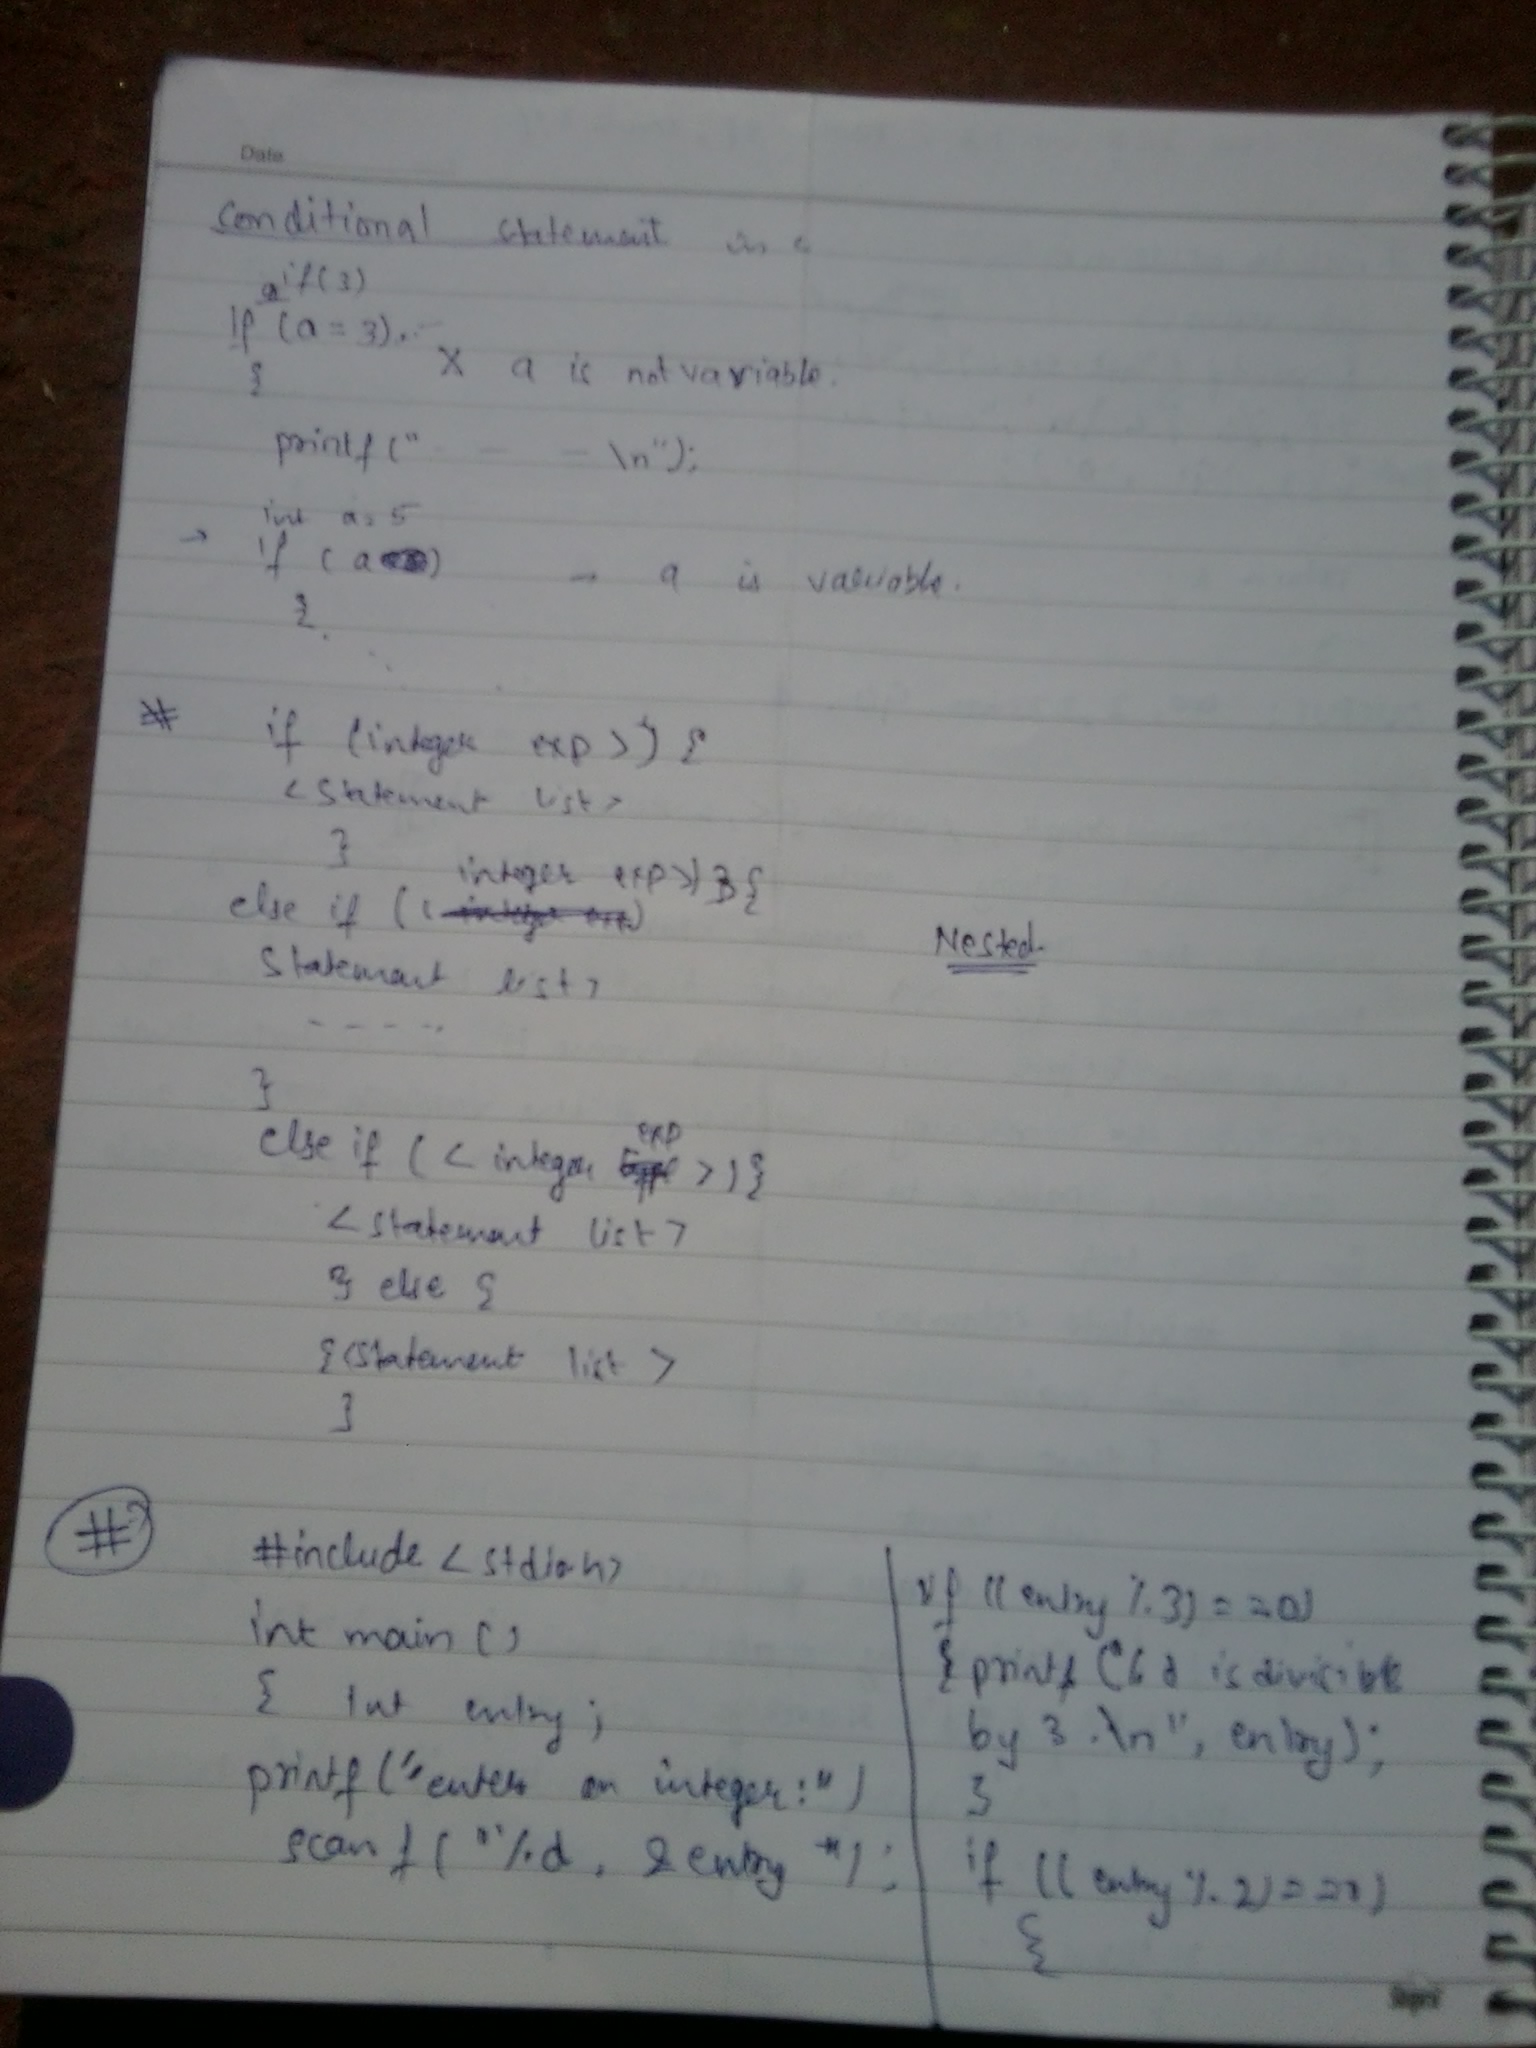 Date
conditional statement in c
a if(3)
If (a = 3).-
}
X a is not variable.
printf (" - - \n");
int a = 5
→ if ( a )
→ a is variable.
{
* if (integer exp >) {
< Statement list >
}
integer exp >) }{
else if ( (
Nested
Statement list >
- - - - .
}
exp
else if ( < integer >) {
< statement list >
} else {
{ <Statement list >
}
#
#include < stdio.h>
int main ()
{ Int entry ;
printf ("enter an integer :" )
scanf ( "%d , & entry ") ;
if (( entry % 3) = = 0)
{ printf ("% d is divisible
by 3 .\n", entry);
}
if (( entry % 2) = = 0)
{